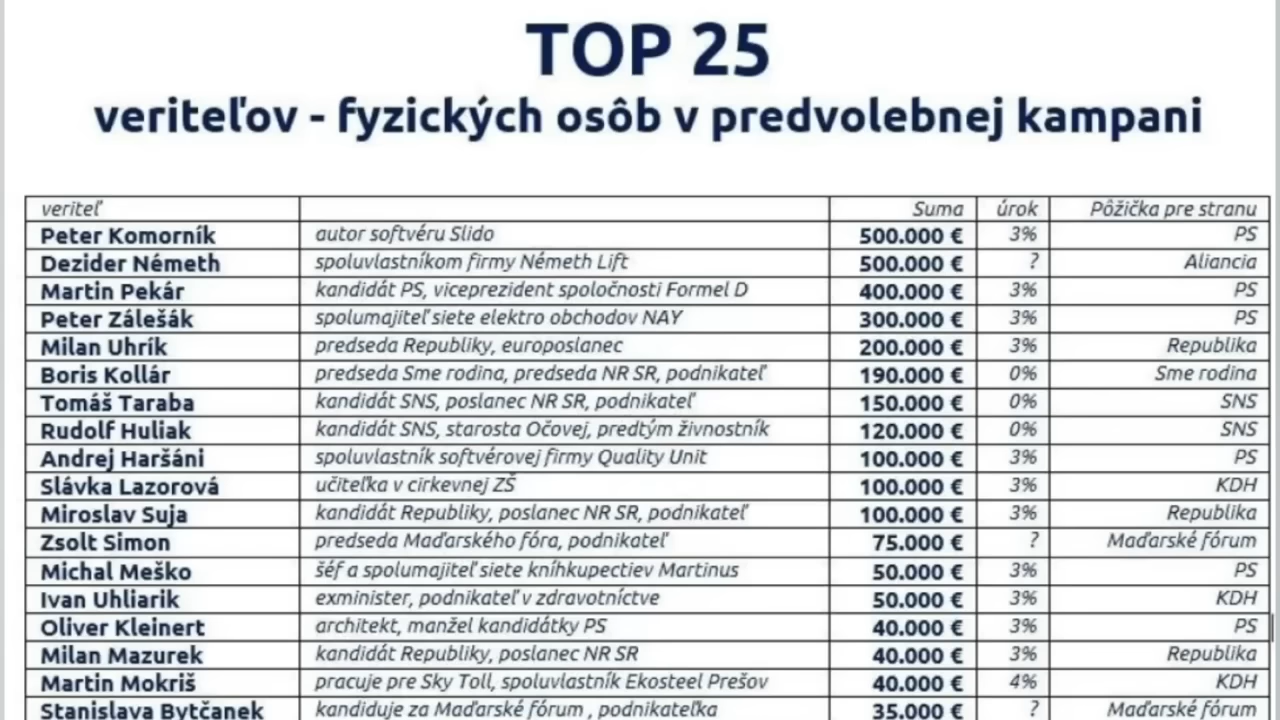 TOP 25
veriteľov - fyzických osôb v predvolebnej kampani
veriteľ Suma úrok Pôžička pre stranu
Peter Komorník autor softvéru Slido 500.000 € 3% PS
Dezider Németh spoluvlastníkom firmy Németh Lift 500.000 € ? Aliancia
Martin Pekár kandidát PS, viceprezident spoločnosti Formel D 400.000 € 3% PS
Peter Zálešák spolumajiteľ siete elektro obchodov NAY 300.000 € 3% PS
Milan Uhrík predseda Republiky, europoslanec 200.000 € 3% Republika
Boris Kollár predseda Sme rodina, predseda NR SR, podnikateľ 190.000 € 0% Sme rodina
Tomáš Taraba kandidát SNS, poslanec NR SR, podnikateľ 150.000 € 0% SNS
Rudolf Huliak kandidát SNS, starosta Očovej, predtým živnostník 120.000 € 0% SNS
Andrej Haršáni spoluvlastník softvérovej firmy Quality Unit 100.000 € 3% PS
Slávka Lazorová učiteľka v cirkevnej ZŠ 100.000 € 3% KDH
Miroslav Suja kandidát Republiky, poslanec NR SR, podnikateľ 100.000 € 3% Republika
Zsolt Simon predseda Maďarského fóra, podnikateľ 75.000 € ? Maďarské fórum
Michal Meško šéf a spolumajiteľ siete kníhkupectiev Martinus 50.000 € 3% PS
Ivan Uhliarik exminister, podnikateľ v zdravotníctve 50.000 € 3% KDH
Oliver Kleinert architekt, manžel kandidátky PS 40.000 € 3% PS
Milan Mazurek kandidát Republiky, poslanec NR SR 40.000 € 3% Republika
Martin Mokriš pracuje pre Sky Toll, spoluvlastník Ekosteel Prešov 40.000 € 4% KDH
Stanislava Bytčanek kandiduje za Maďarské fórum , podnikateľka 35.000 € ? Maďarské fórum